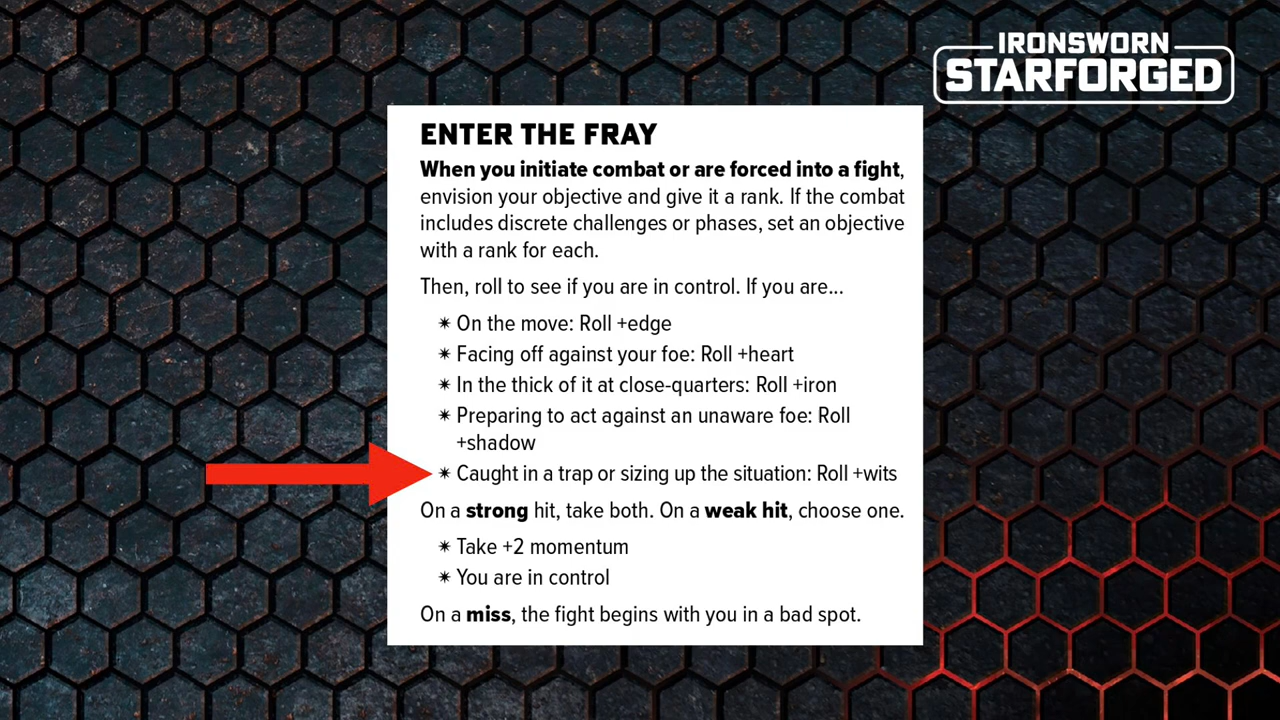 IRONSWORN
STARFORGED
ENTER THE FRAY
When you initiate combat or are forced into a fight,
envision your objective and give it a rank. If the combat
includes discrete challenges or phases, set an objective
with a rank for each.
Then, roll to see if you are in control. If you are...
✷ On the move: Roll +edge
✷ Facing off against your foe: Roll +heart
✷ In the thick of it at close-quarters: Roll +iron
✷ Preparing to act against an unaware foe: Roll
+shadow
✷ Caught in a trap or sizing up the situation: Roll +wits
On a strong hit, take both. On a weak hit, choose one.
✷ Take +2 momentum
✷ You are in control
On a miss, the fight begins with you in a bad spot.